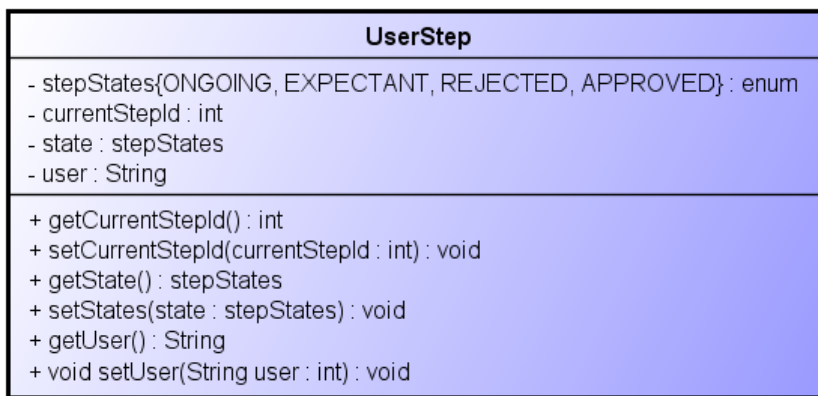 UserStep
- stepStates{ONGOING, EXPECTANT, REJECTED, APPROVED} : enum
- currentStepId : int
- state : stepStates
- user : String
+ getCurrentStepId() : int
+ setCurrentStepId(currentStepId : int) : void
+ getState() : stepStates
+ setStates(state : stepStates) : void
+ getUser() : String
+ void setUser(String user : int) : void